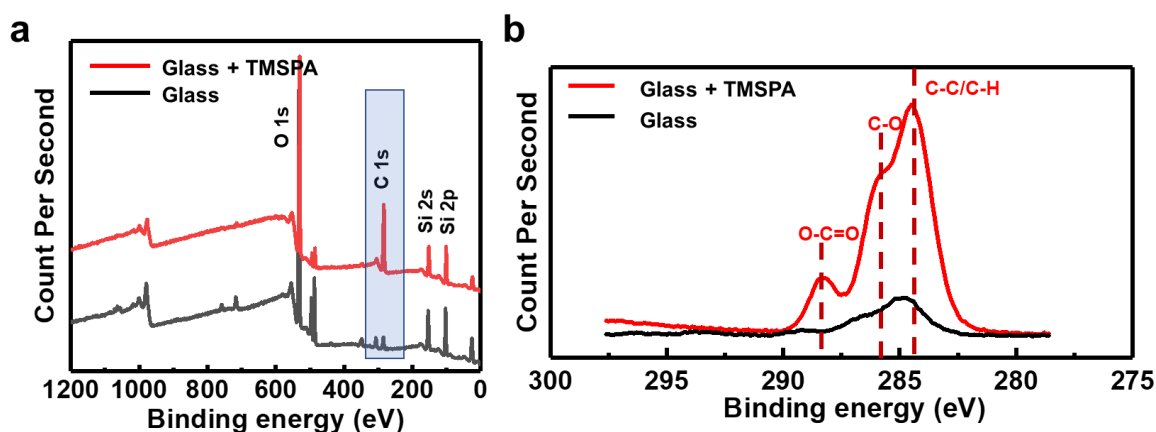 a
Glass + TMSPA
Glass
O 1s
C 1s
Si 2s
Si 2p
Count Per Second
1200 1000 800 600 400 200 0
Binding energy (eV)
b
Glass + TMSPA
Glass
C-C/C-H
C-O
O-C=O
Count Per Second
300 295 290 285 280 275
Binding energy (eV)